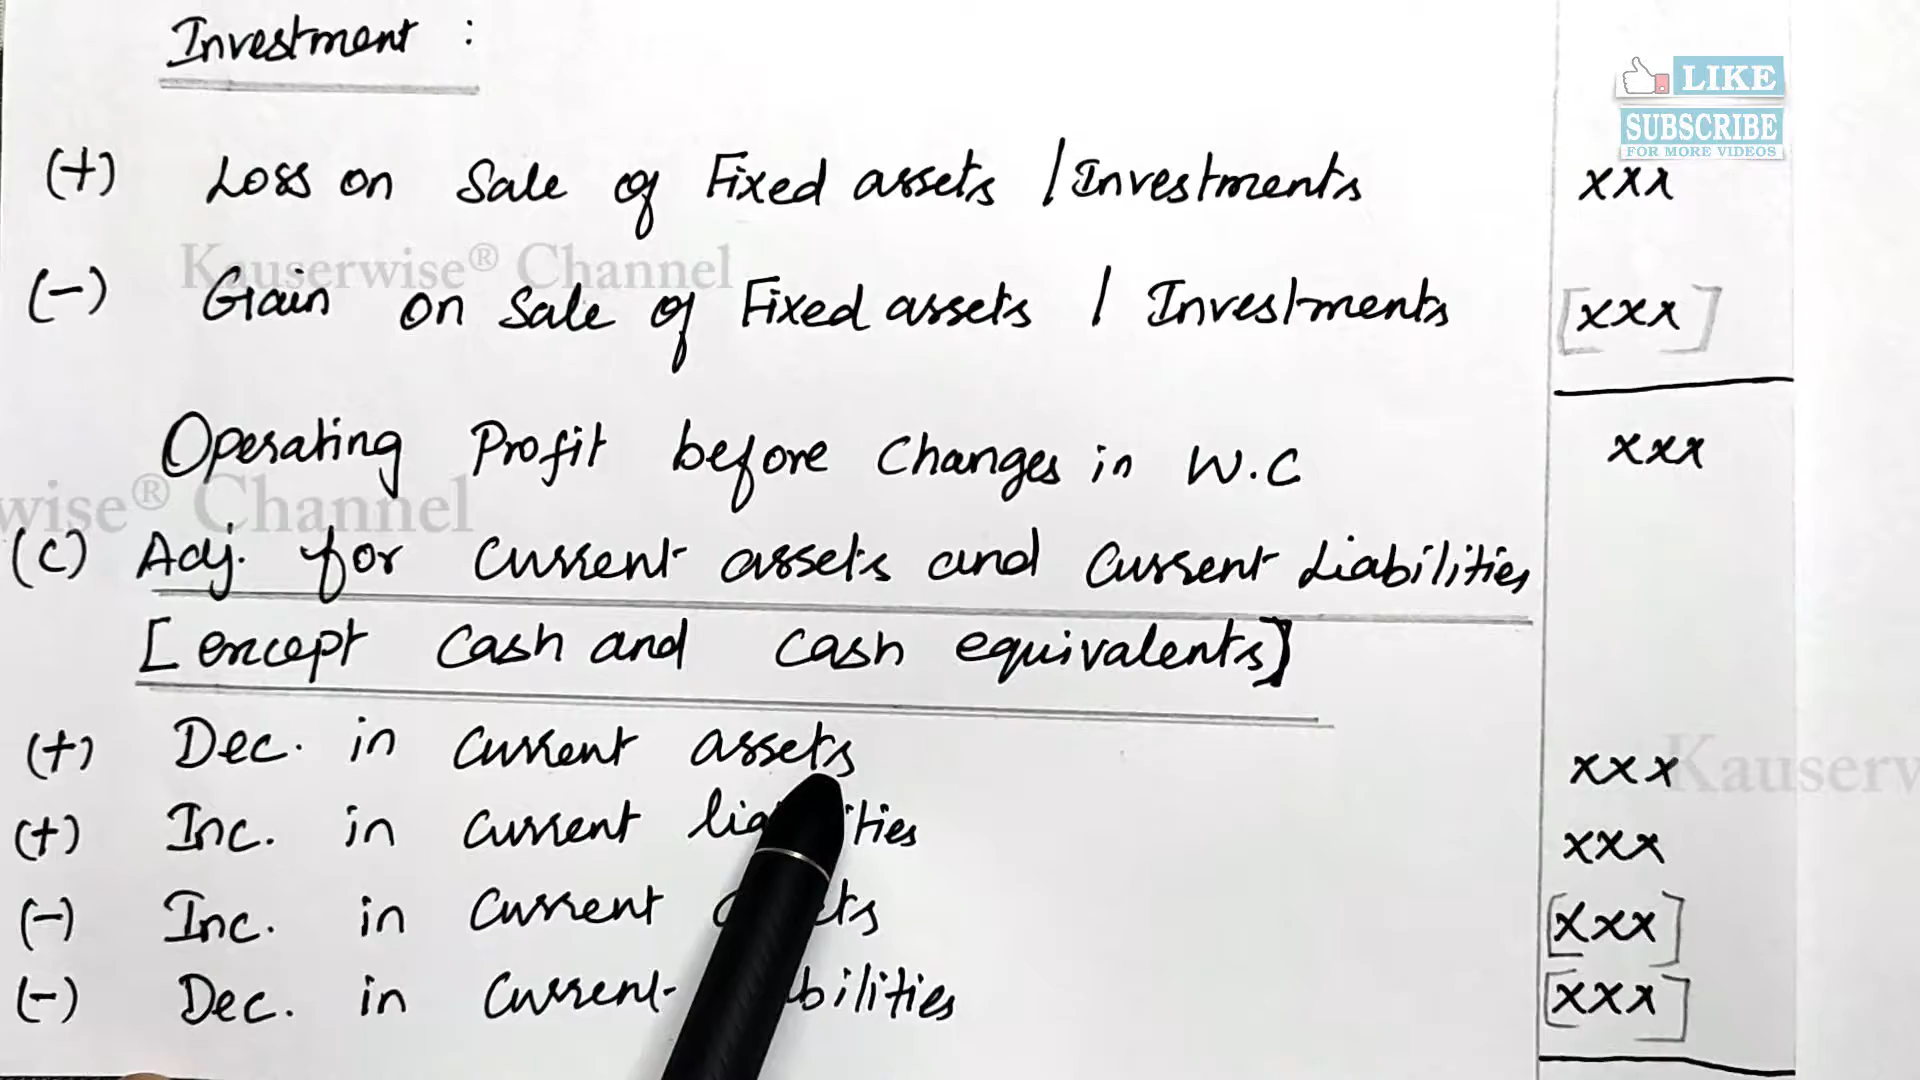 Investment :
LIKE
SUBSCRIBE
FOR MORE VIDEOS
(+) Loss on Sale of Fixed assets / Investments xxx
Kauserwise® Channel
(-) Gain on Sale of Fixed assets / Investments [xxx]
Operating Profit before Changes in W.C xxx
wise® Channel
(C) Adj. for Current assets and Current Liabilities
[except Cash and Cash equivalents]
(+) Dec. in Current assets xxx
Kauserw
(+) Inc. in Current xxx
(-) Inc. in Current [xxx]
(-) Dec. in Current [xxx]